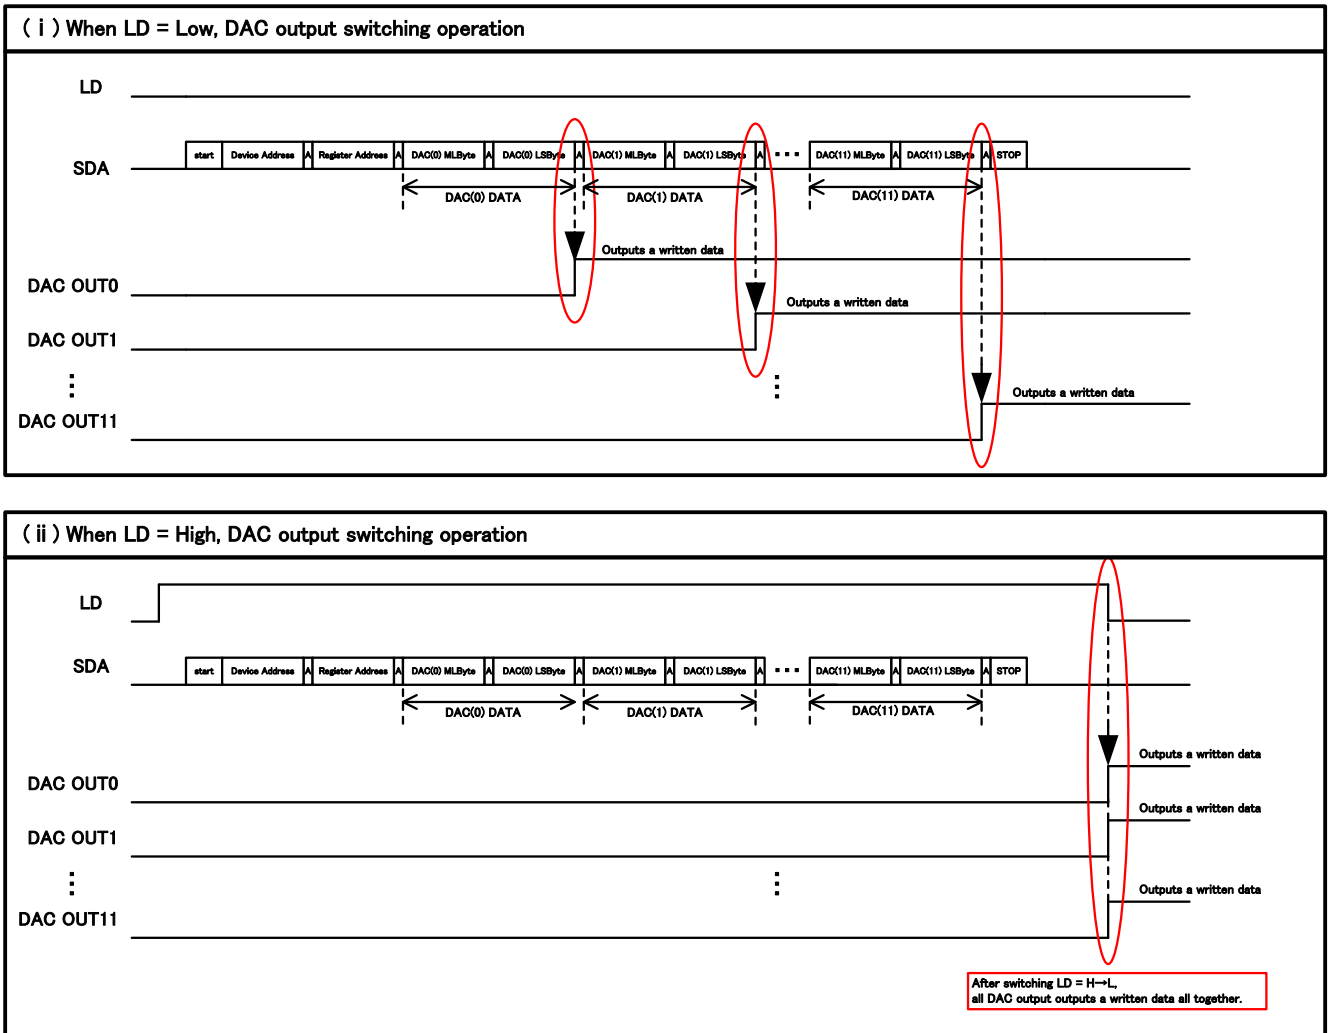 ( i ) When LD = Low, DAC output switching operation
LD
SDA
start Device Address A Register Address A DAC(0) MLByte A DAC(0) LSByte A DAC(1) MLByte A DAC(1) LSByte A ... DAC(11) MLByte A DAC(11) LSByte A STOP
DAC(0) DATA DAC(1) DATA DAC(11) DATA
Outputs a written data
DAC OUT0
Outputs a written data
DAC OUT1
Outputs a written data
DAC OUT11
( ii ) When LD = High, DAC output switching operation
LD
SDA
start Device Address A Register Address A DAC(0) MLByte A DAC(0) LSByte A DAC(1) MLByte A DAC(1) LSByte A ... DAC(11) MLByte A DAC(11) LSByte A STOP
DAC(0) DATA DAC(1) DATA DAC(11) DATA
Outputs a written data
DAC OUT0
Outputs a written data
DAC OUT1
Outputs a written data
DAC OUT11
After switching LD = H→L,
all DAC output outputs a written data all together.